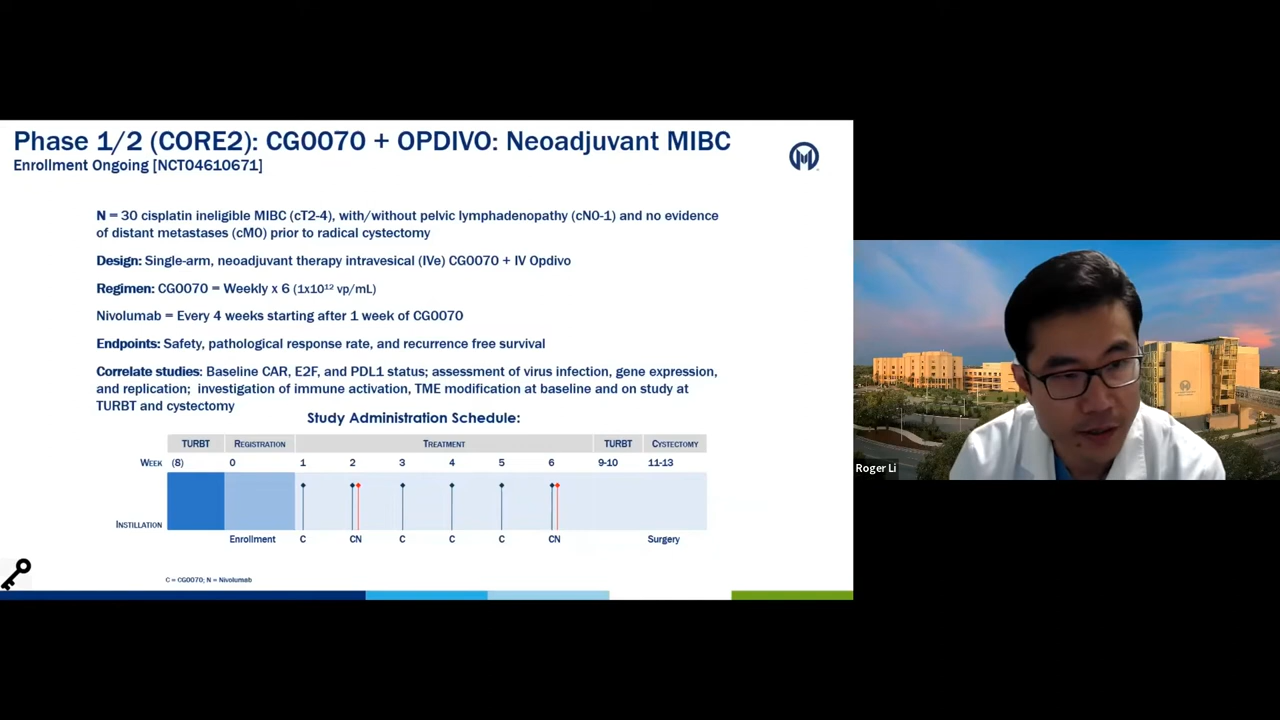 Phase 1/2 (CORE2): CG0070 + OPDIVO: Neoadjuvant MIBC
Enrollment Ongoing [NCT04610671]
N = 30 cisplatin ineligible MIBC (cT2-4), with/without pelvic lymphadenopathy (cN0-1) and no evidence
of distant metastases (cM0) prior to radical cystectomy
Design: Single-arm, neoadjuvant therapy intravesical (IVe) CG0070 + IV Opdivo
Regimen: CG0070 = Weekly x 6 (1x10¹² vp/mL)
Nivolumab = Every 4 weeks starting after 1 week of CG0070
Endpoints: Safety, pathological response rate, and recurrence free survival
Correlate studies: Baseline CAR, E2F, and PDL1 status; assessment of virus infection, gene expression,
and replication; investigation of immune activation, TME modification at baseline and on study at
TURBT and cystectomy
Study Administration Schedule:
TURBT REGISTRATION TREATMENT TURBT CYSTECTOMY
WEEK (8) 0 1 2 3 4 5 6 9-10 11-13
INSTILLATION
Enrollment C CN C C C CN Surgery
C = CG0070; N = Nivolumab
Roger Li